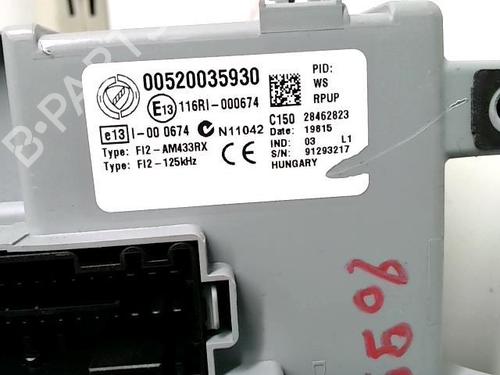 00520035930
PID:
WS
RPUP
E13 116RI-000674
e13 I-00 0674 N11042 CE
C150 28462823
Date: 19815
Type: FI2-AM433RX
IND: 03 L1
Type: FI2-125kHz
S/N: 91293217
HUNGARY
B-PARTS